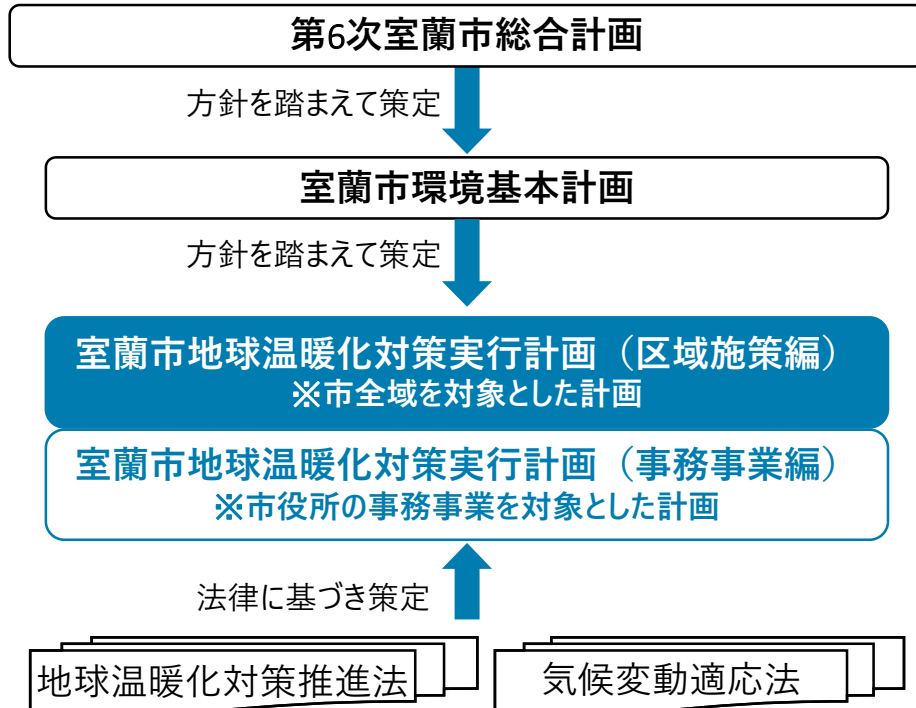 第6次室蘭市総合計画
方針を踏まえて策定
室蘭市環境基本計画
方針を踏まえて策定
室蘭市地球温暖化対策実行計画（区域施策編）
※市全域を対象とした計画
室蘭市地球温暖化対策実行計画（事務事業編）
※市役所の事務事業を対象とした計画
法律に基づき策定
地球温暖化対策推進法
気候変動適応法